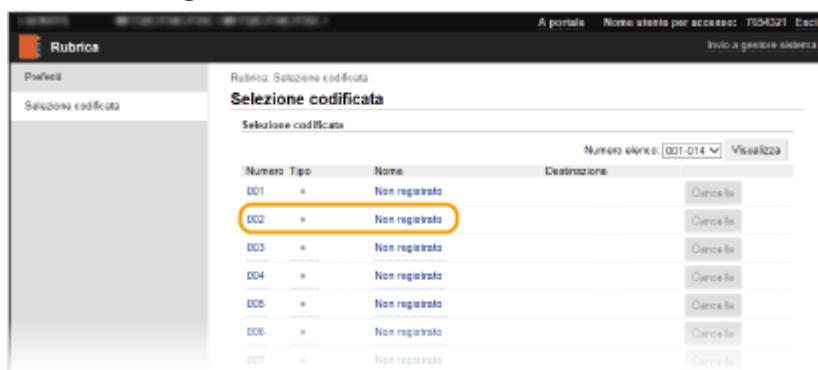 A portale Nome utente per accesso: 7654321 Esci
Rubrica
Invio a gestore sistema
Preferiti
Selezione codificata
Rubrica: Selezione codificata
Selezione codificata
Selezione codificata
Numero elenco: 001-014 Visualizza
Numero Tipo Nome Destinazione
001 Non registrato Cancella
002 Non registrato Cancella
003 Non registrato Cancella
004 Non registrato Cancella
005 Non registrato Cancella
006 Non registrato Cancella
007 Non registrato Cancella